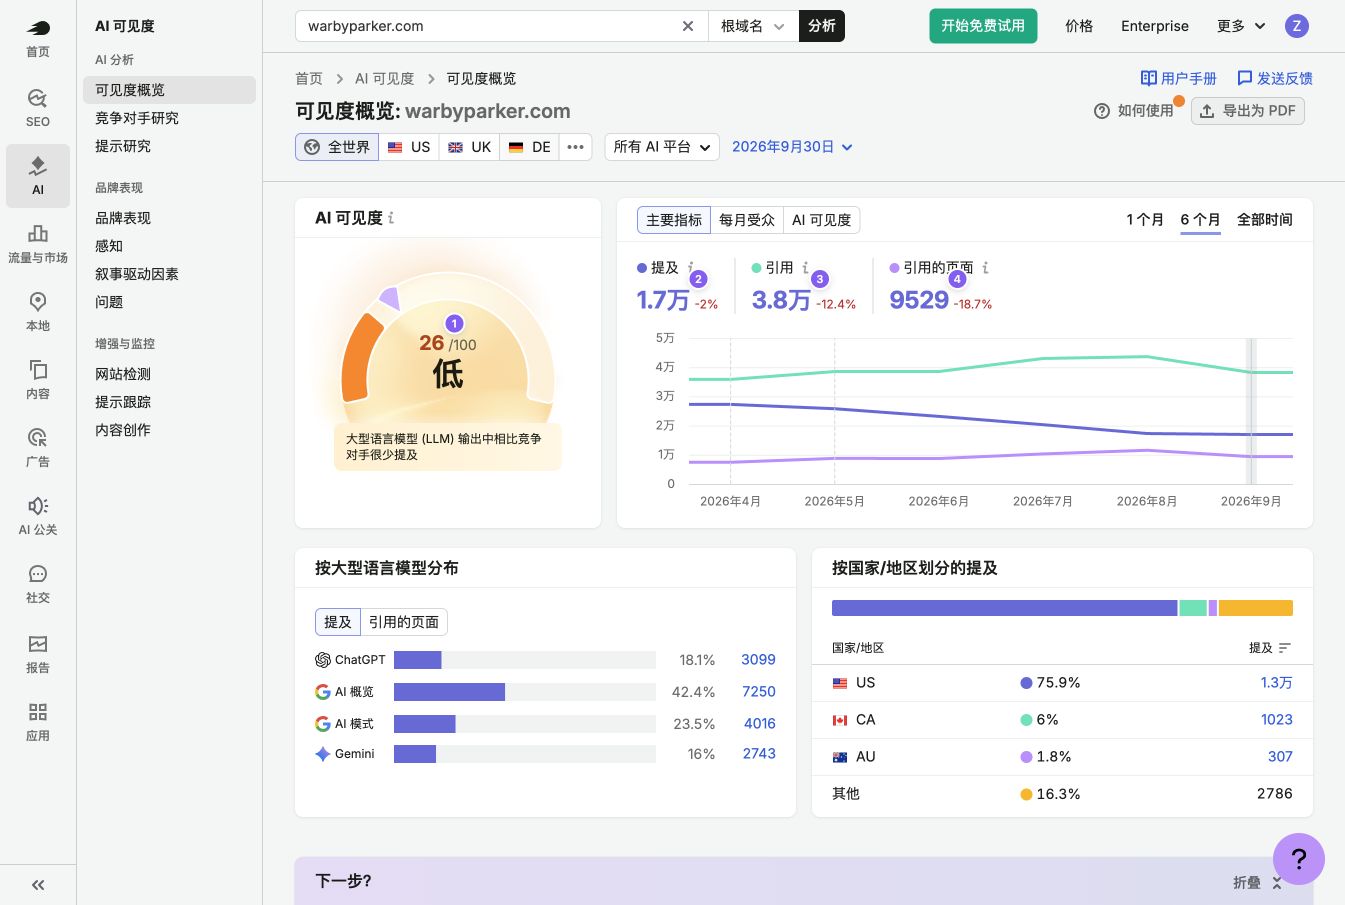 首页
SEO
AI
流量与市场
本地
内容
广告
AI 公关
社交
报告
应用
AI 可见度
AI 分析
可见度概览
竞争对手研究
提示研究
品牌表现
品牌表现
感知
叙事驱动因素
问题
增强与监控
网站检测
提示跟踪
内容创作
warbyparker.com
根域名
分析
开始免费试用
价格
Enterprise
更多
Z
首页 > AI 可见度 > 可见度概览
用户手册
发送反馈
可见度概览: warbyparker.com
如何使用
导出为 PDF
全世界 US UK DE
所有 AI 平台
2026年9月30日
AI 可见度
1
26 /100
低
大型语言模型 (LLM) 输出中相比竞争
对手很少提及
主要指标 每月受众 AI 可见度
1 个月 6 个月 全部时间
提及 2
1.7万 -2%
引用 3
3.8万 -12.4%
引用的页面 4
9529 -18.7%
5万
4万
3万
2万
1万
0
2026年4月 2026年5月 2026年6月 2026年7月 2026年8月 2026年9月
按大型语言模型分布
提及 引用的页面
ChatGPT 18.1% 3099
AI 概览 42.4% 7250
AI 模式 23.5% 4016
Gemini 16% 2743
按国家/地区划分的提及
国家/地区 提及
US 75.9% 1.3万
CA 6% 1023
AU 1.8% 307
其他 16.3% 2786
下一步?
折叠
?